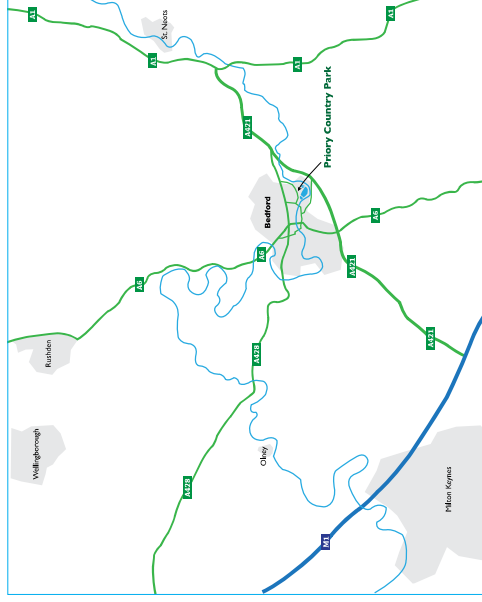 A1
St. Neots
A1
A1
A1
A421
Priory Country Park
Bedford
A6
A6
A421
A6
A421
Rushden
A428
Wellingborough
Olney
A428
Milton Keynes
M1